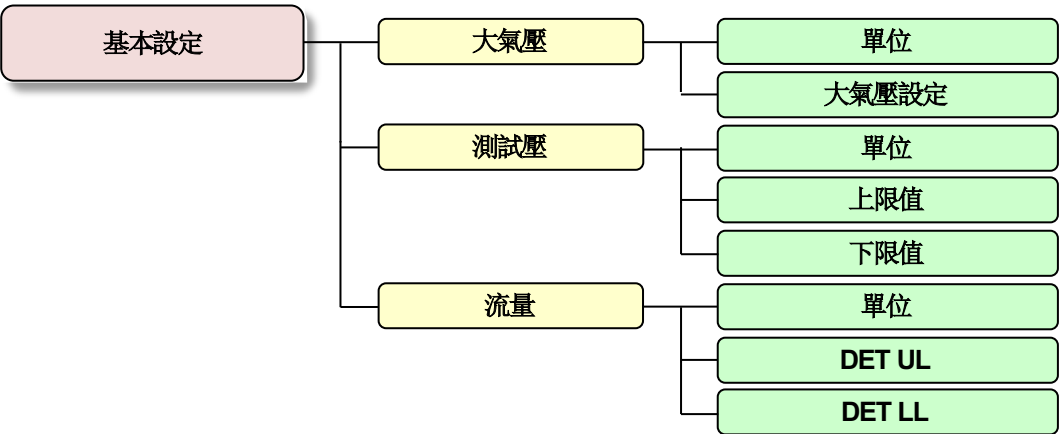 基本設定
大氣壓
單位
大氣壓設定
測試壓
單位
上限值
下限值
流量
單位
DET UL
DET LL